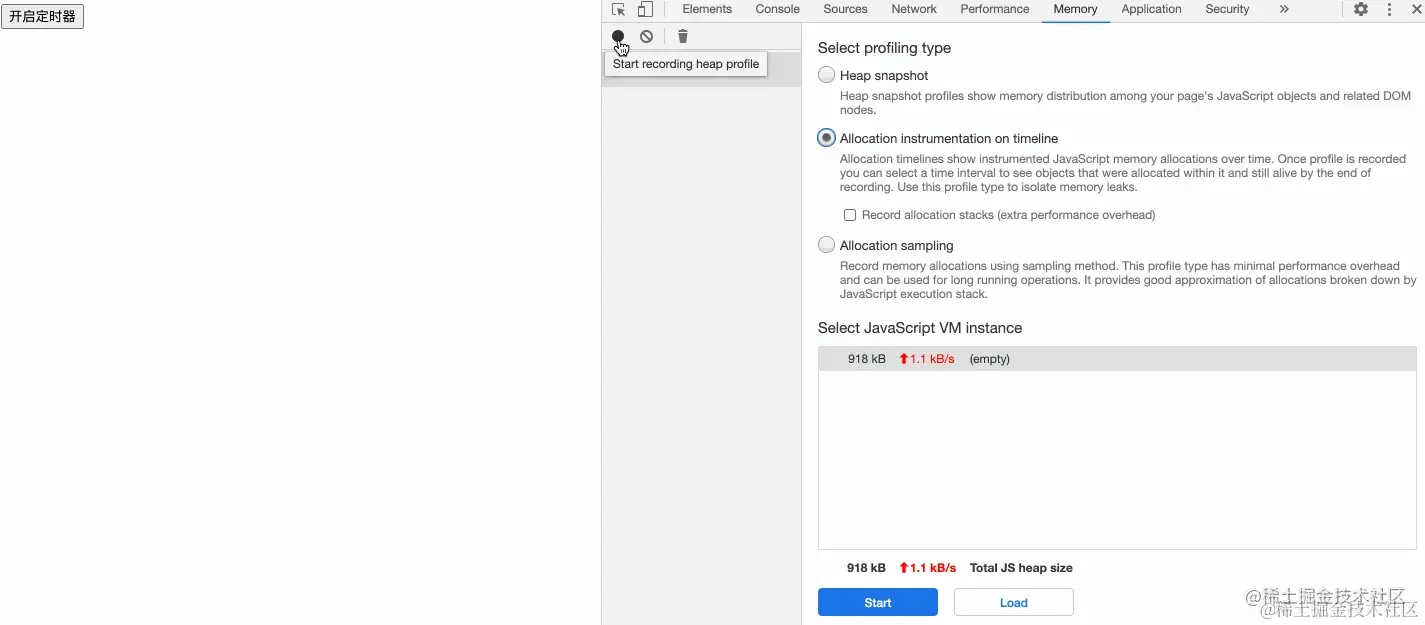 开启定时器
Elements Console Sources Network Performance Memory Application Security »
Start recording heap profile
Select profiling type
Heap snapshot
Heap snapshot profiles show memory distribution among your page's JavaScript objects and related DOM
nodes.
Allocation instrumentation on timeline
Allocation timelines show instrumented JavaScript memory allocations over time. Once profile is recorded
you can select a time interval to see objects that were allocated within it and still alive by the end of
recording. Use this profile type to isolate memory leaks.
Record allocation stacks (extra performance overhead)
Allocation sampling
Record memory allocations using sampling method. This profile type has minimal performance overhead
and can be used for long running operations. It provides good approximation of allocations broken down by
JavaScript execution stack.
Select JavaScript VM instance
918 kB 1.1 kB/s (empty)
918 kB 1.1 kB/s Total JS heap size
Start Load
@稀土掘金技术社区
@稀土掘金技术社区